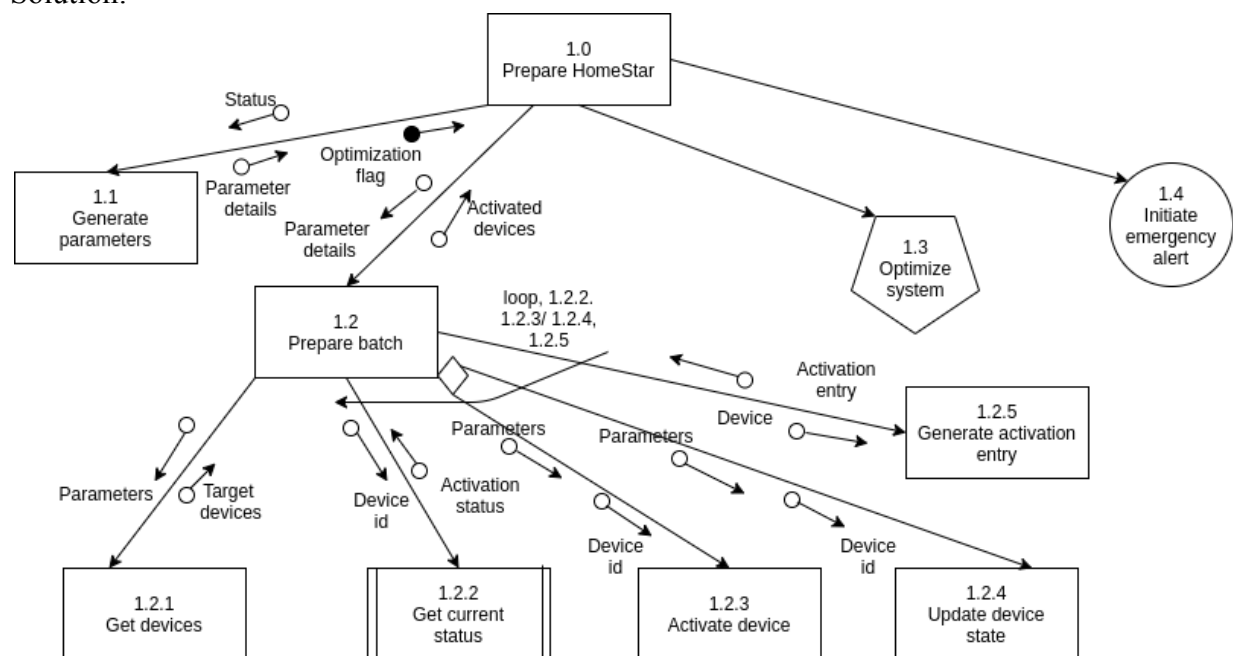 Solution:
1.0
Prepare HomeStar
Status
Optimization
flag
Parameter
details
1.1
Generate
parameters
Parameter
details
Activated
devices
1.3
Optimize
system
1.4
Initiate
emergency
alert
1.2
Prepare batch
loop, 1.2.2.
1.2.3/ 1.2.4,
1.2.5
Activation
entry
Device
1.2.5
Generate activation
entry
Parameters
Target
devices
Device
id
Activation
status
Parameters
Device
id
Parameters
Device
id
1.2.1
Get devices
1.2.2
Get current
status
1.2.3
Activate device
1.2.4
Update device
state